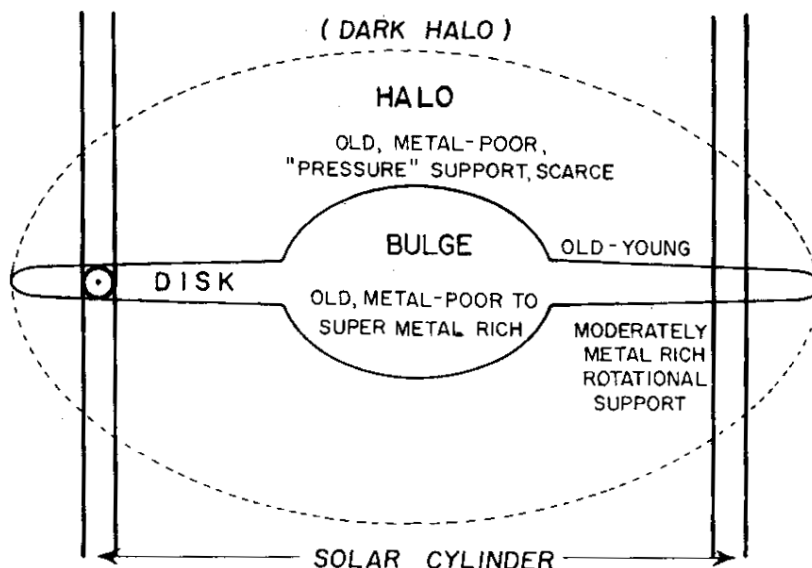 (DARK HALO)
HALO
OLD, METAL-POOR,
"PRESSURE" SUPPORT, SCARCE
BULGE
OLD-YOUNG
DISK
OLD, METAL-POOR TO
SUPER METAL RICH
MODERATELY
METAL RICH
ROTATIONAL
SUPPORT
SOLAR CYLINDER